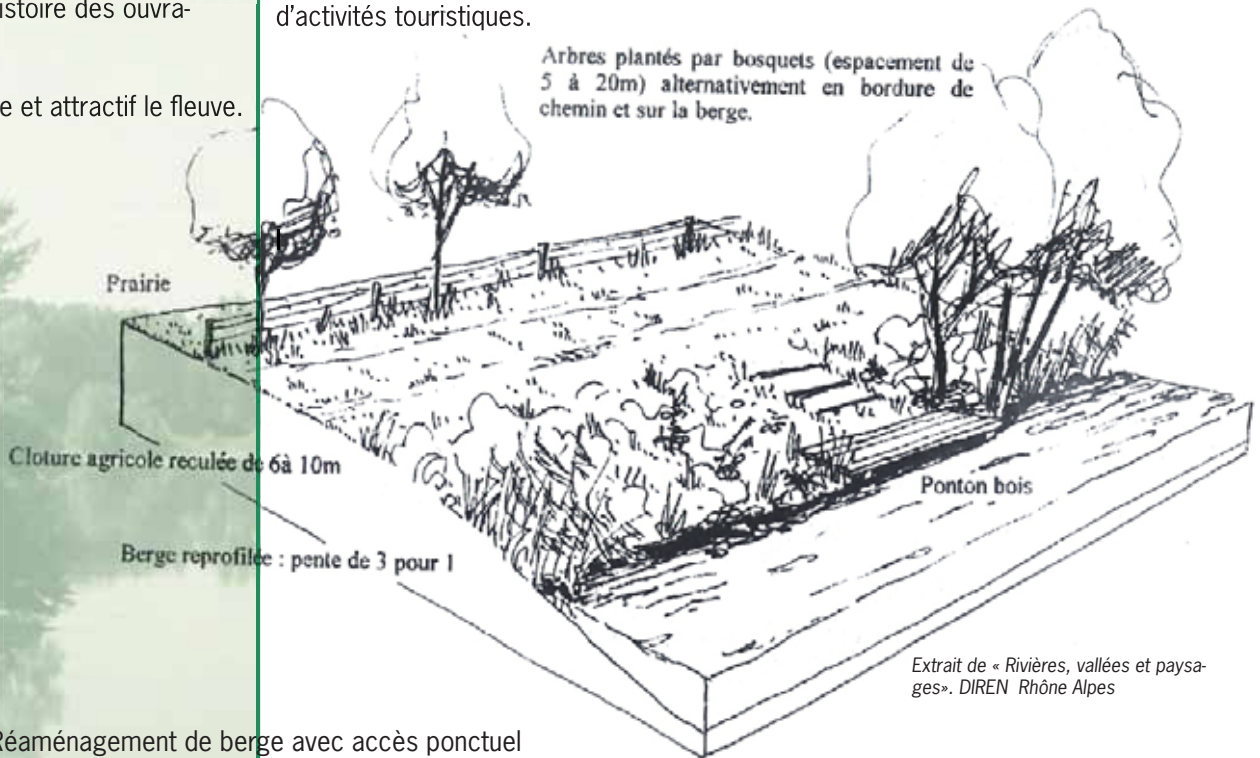 istoire des ouvra-
e et attractif le fleuve.
d'activités touristiques.
Arbres plantés par bosquets (espacement de
5 à 20m) alternativement en bordure de
chemin et sur la berge.
Prairie
Cloture agricole reculée de 6à 10m
Berge reprofilée : pente de 3 pour 1
Ponton bois
Extrait de « Rivières, vallées et paysa-
ges». DIREN Rhône Alpes
Réaménagement de berge avec accès ponctuel